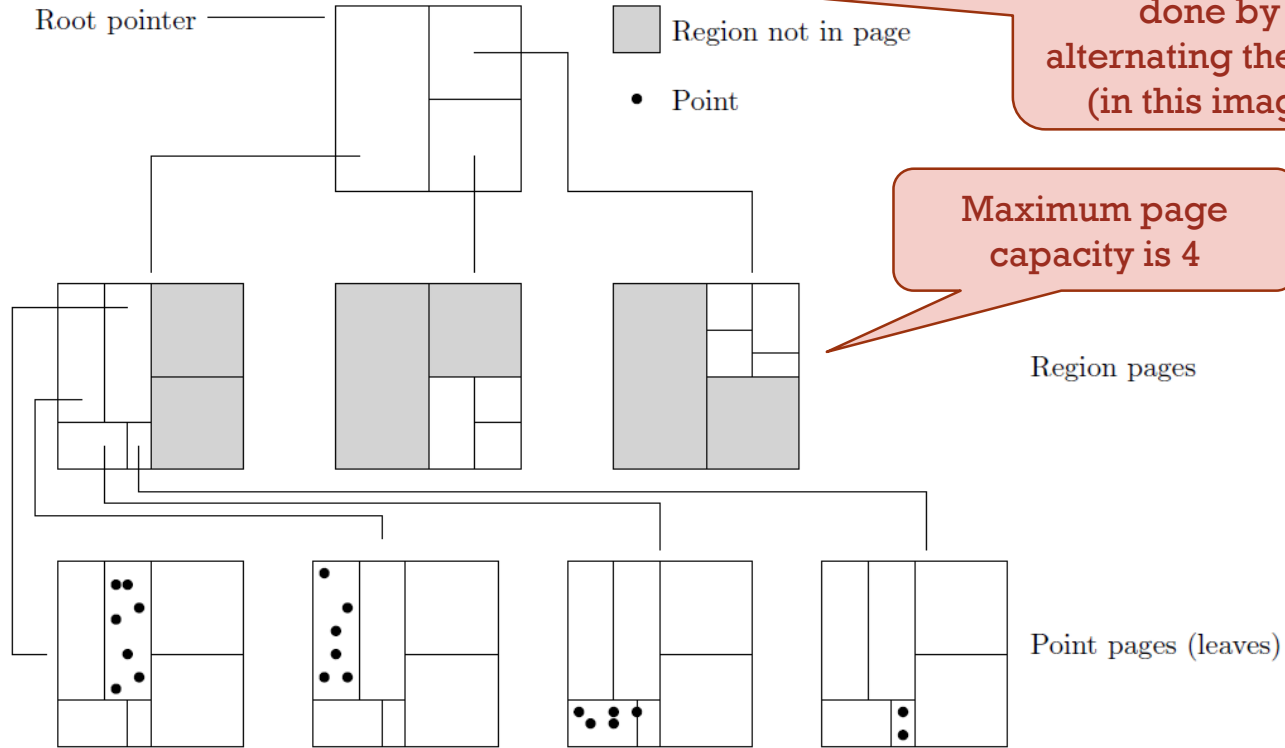 Root pointer
Region not in page
Point
done by
alternating the
(in this imag
Maximum page
capacity is 4
Region pages
Point pages (leaves)